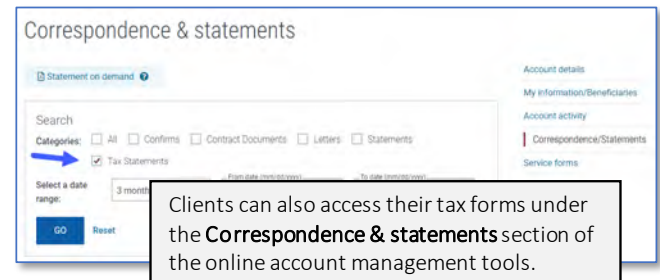 Correspondence & statements
Statement on demand
Account details
My information/Beneficiaries
Account activity
Correspondence/Statements
Service forms
Search
Categories: All Confirms Contract Documents Letters Statements
Tax Statements
Select a date range:
3 month
From date (mm/dd/yyyy)
To date (mm/dd/yyyy)
GO Reset
Clients can also access their tax forms under
the Correspondence & statements section of
the online account management tools.